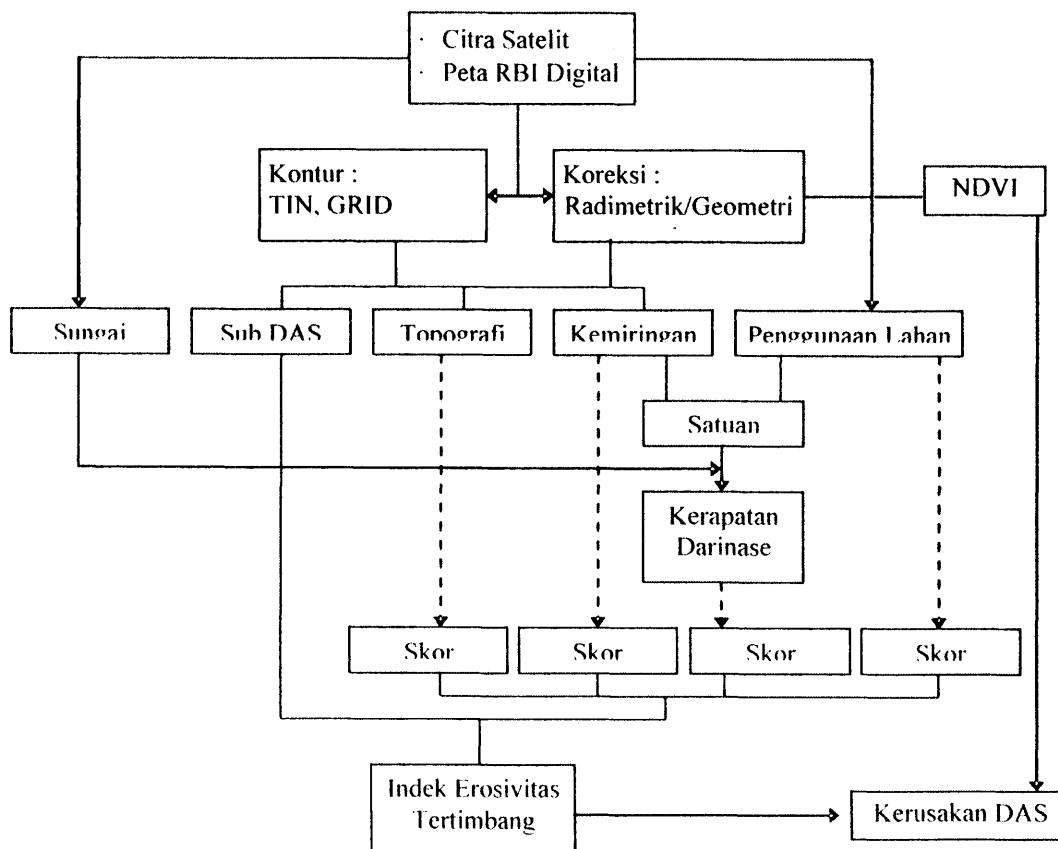 · Citra Satelit
· Peta RBI Digital
Kontur :
TIN, GRID
Koreksi :
Radimetrik/Geometri
NDVI
Sungai
Sub DAS
Topografi
Kemiringan
Penggunaan Lahan
Satuan
Kerapatan
Darinase
Skor
Skor
Skor
Skor
Indek Erosivitas
Tertimbang
Kerusakan DAS